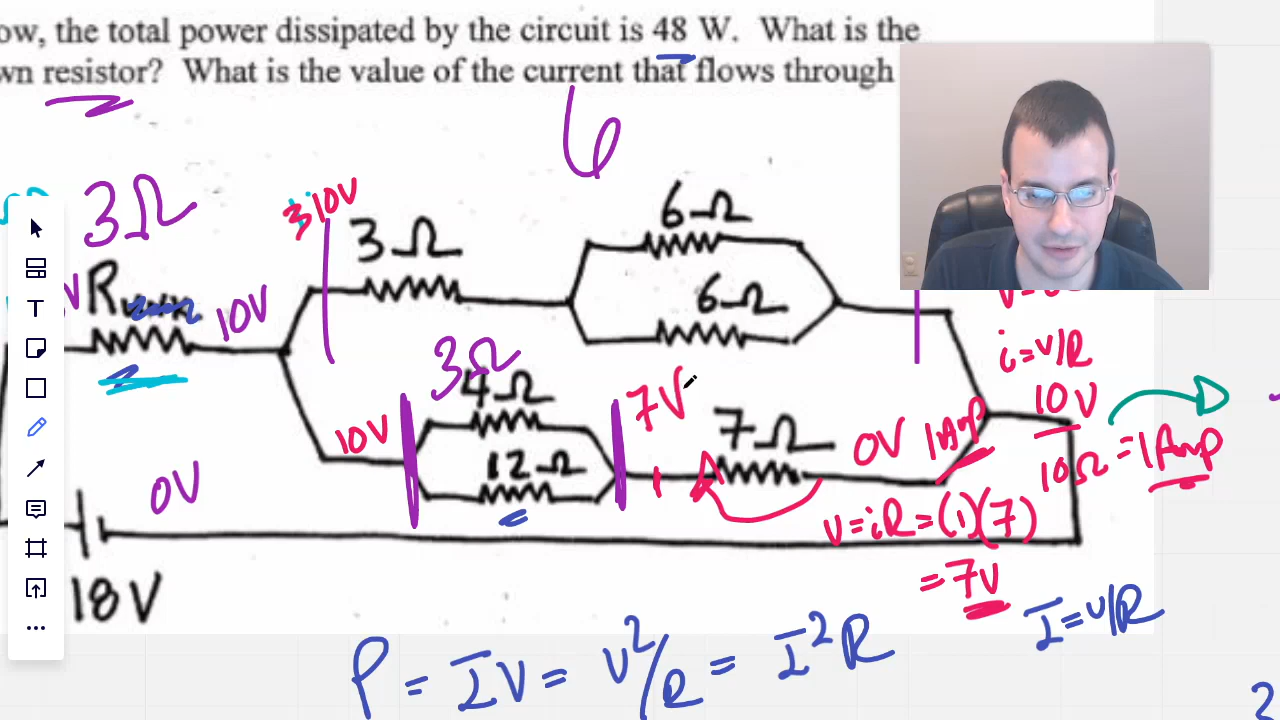 ow, the total power dissipated by the circuit is 48 W. What is the
wn resistor? What is the value of the current that flows through
6
3Ω
10V
3Ω
6Ω
V
R
10V
6Ω
i=V/R
3Ω
4Ω
7V
10V
10V
7Ω
0V
1Amp
10Ω
=1Amp
12Ω
0V
1A
V=iR=(1)(7)
=7V
18V
I=V/R
P = IV = V²/R = I²R
2
T